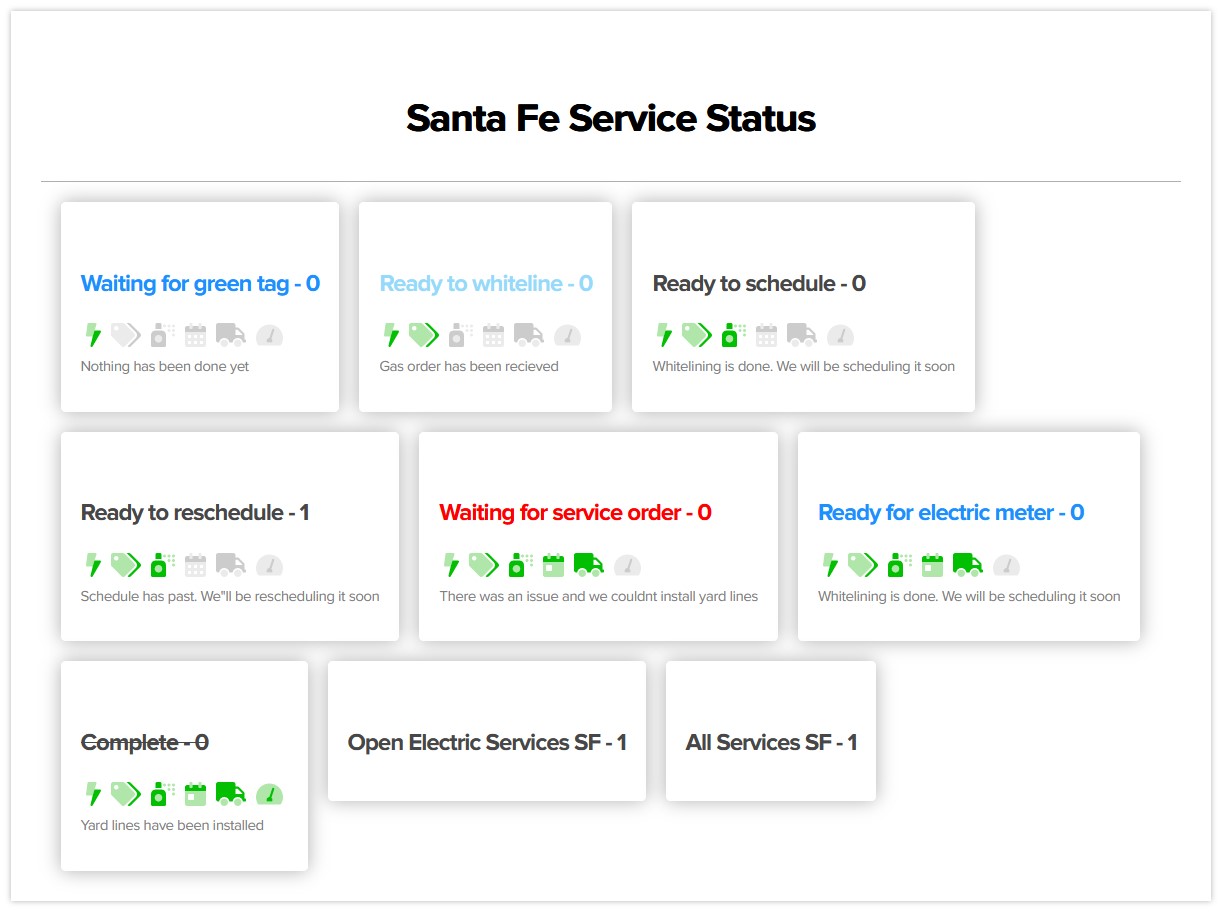 Santa Fe Service Status
Waiting for green tag - 0
Nothing has been done yet
Ready to whiteline - 0
Gas order has been recieved
Ready to schedule - 0
Whitelining is done. We will be scheduling it soon
Ready to reschedule - 1
Schedule has past. We"ll be rescheduling it soon
Waiting for service order - 0
There was an issue and we couldnt install yard lines
Ready for electric meter - 0
Whitelining is done. We will be scheduling it soon
Complete - 0
Yard lines have been installed
Open Electric Services SF - 1
All Services SF - 1